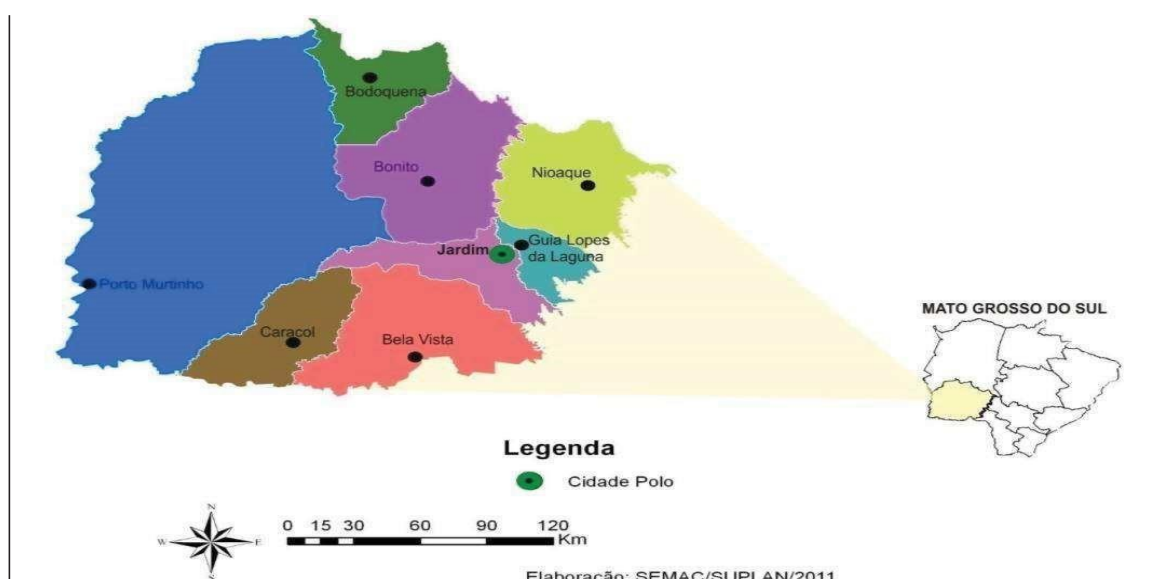 Bodoquena
Bonito
Nioaque
Jardim
Guia Lopes
da Laguna
Porto Murtinho
Caracol
Bela Vista
MATO GROSSO DO SUL
Legenda
Cidade Polo
N
W
E
S
0 15 30 60 90 120
Km
Elaboração: SEMAC/SUPLAN/2011